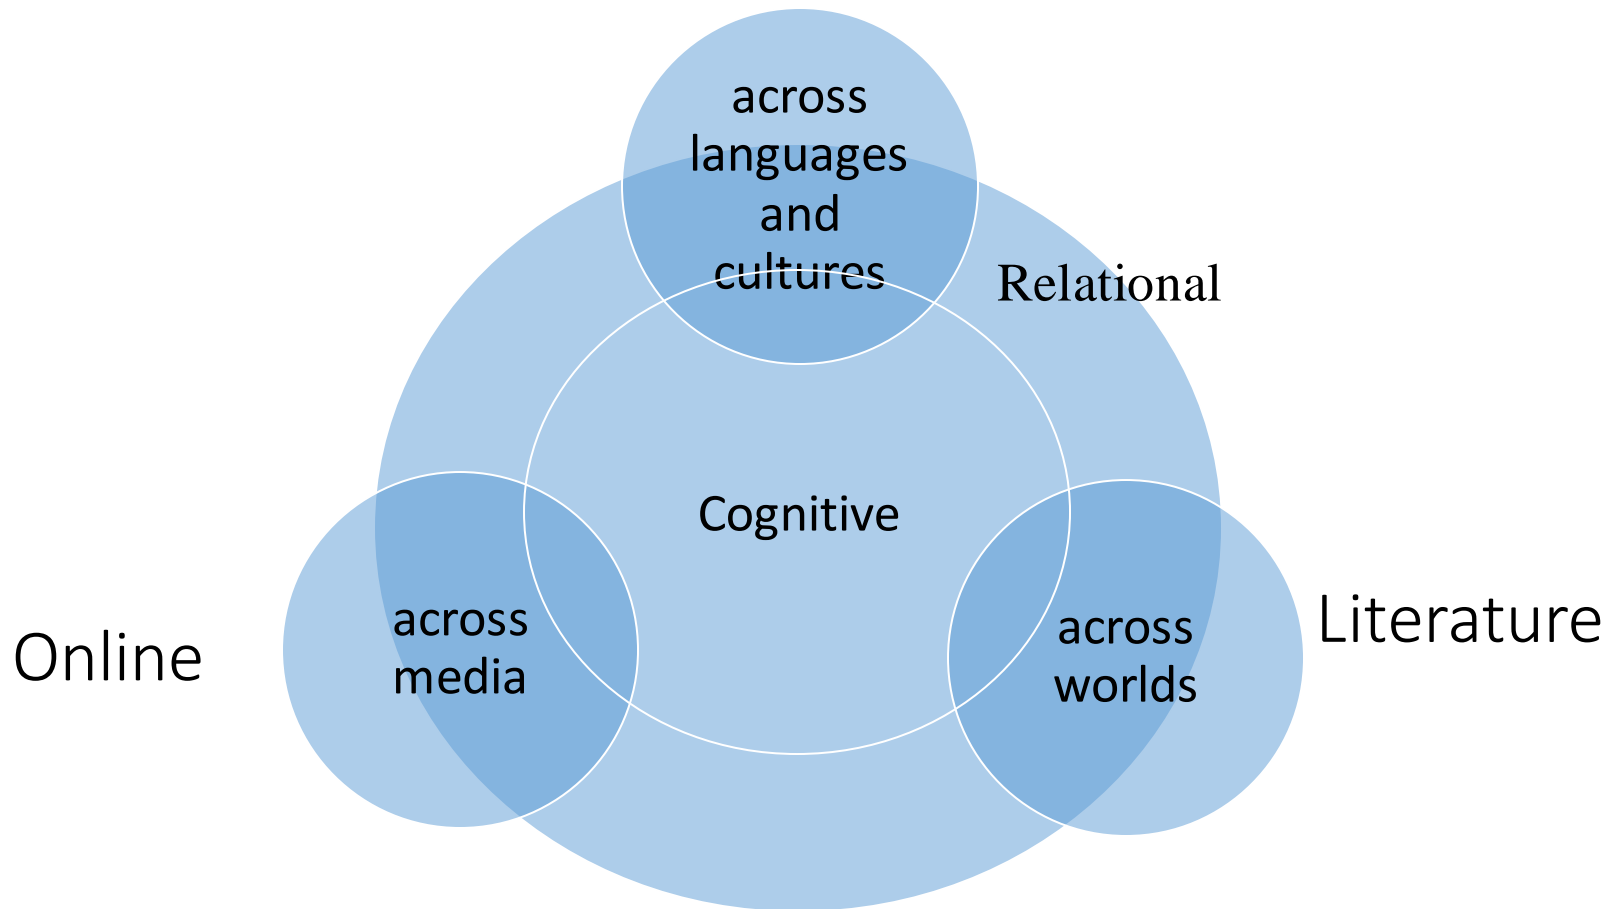 across
languages
and
cultures
Relational
Cognitive
across
media
across
worlds
Online
Literature